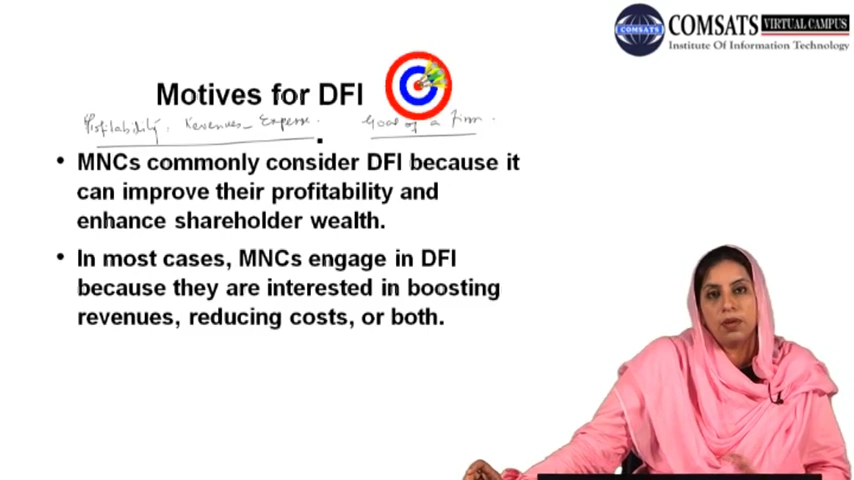 COMSATS
COMSATS VIRTUAL CAMPUS
Institute Of Information Technology
Motives for DFI
Profitability, Revenues - Expense.
Goal of a Firm.
• MNCs commonly consider DFI because it
can improve their profitability and
enhance shareholder wealth.
• In most cases, MNCs engage in DFI
because they are interested in boosting
revenues, reducing costs, or both.